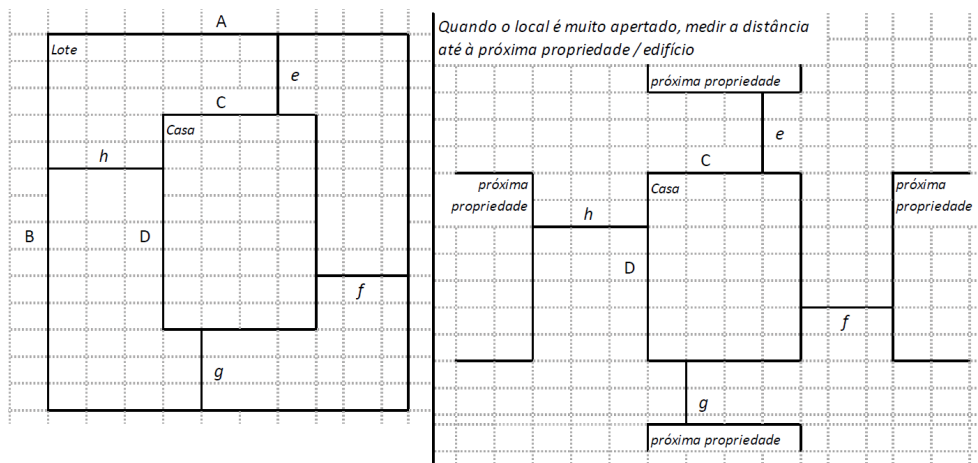 A
Lote
e
C
Casa
h
B
D
f
g
Quando o local é muito apertado, medir a distância
até à próxima propriedade / edifício
próxima propriedade
e
C
próxima
propriedade
Casa
próxima
propriedade
h
D
f
g
próxima propriedade